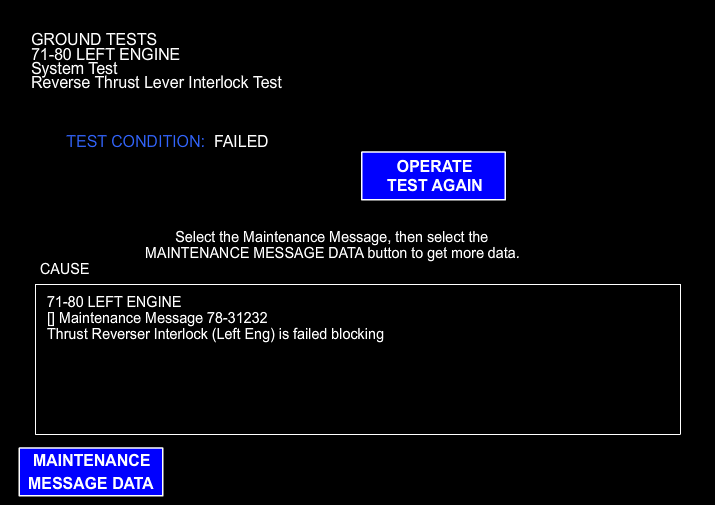 GROUND TESTS
71-80 LEFT ENGINE
System Test
Reverse Thrust Lever Interlock Test
TEST CONDITION: FAILED
OPERATE
TEST AGAIN
Select the Maintenance Message, then select the
MAINTENANCE MESSAGE DATA button to get more data.
CAUSE
71-80 LEFT ENGINE
[] Maintenance Message 78-31232
Thrust Reverser Interlock (Left Eng) is failed blocking
MAINTENANCE
MESSAGE DATA